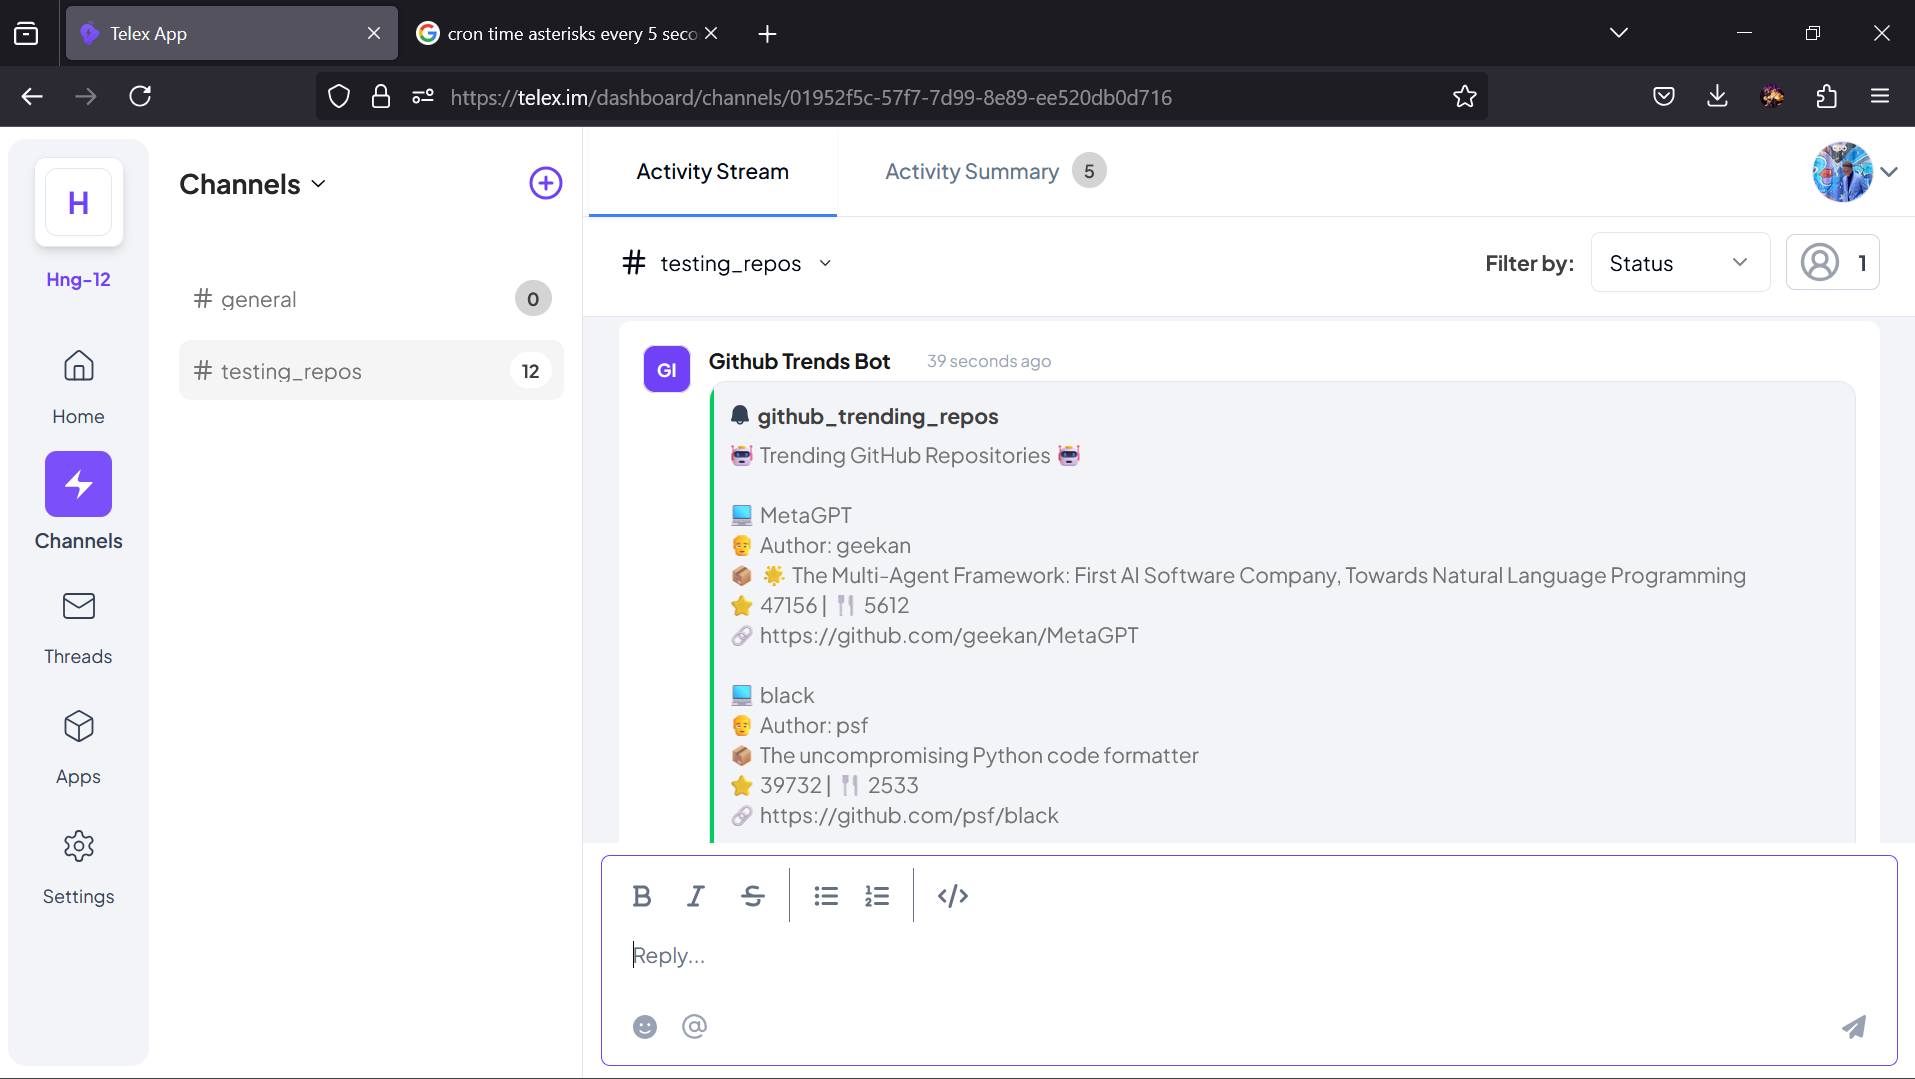 Telex App
cron time asterisks every 5 seco
https://telex.im/dashboard/channels/01952f5c-57f7-7d99-8e89-ee520db0d716
H
Hng-12
Home
Channels
Threads
Apps
Settings
Channels
# general
0
# testing_repos
12
Activity Stream
Activity Summary 5
# testing_repos
Filter by:
Status
1
GI
Github Trends Bot 39 seconds ago
github_trending_repos
🤖 Trending GitHub Repositories 🤖
💻 MetaGPT
👨 Author: geekan
📦 🌟 The Multi-Agent Framework: First AI Software Company, Towards Natural Language Programming
⭐ 47156 | 🍴 5612
🔗 https://github.com/geekan/MetaGPT
💻 black
👨 Author: psf
📦 The uncompromising Python code formatter
⭐ 39732 | 🍴 2533
🔗 https://github.com/psf/black
B I S </>
Reply...
@